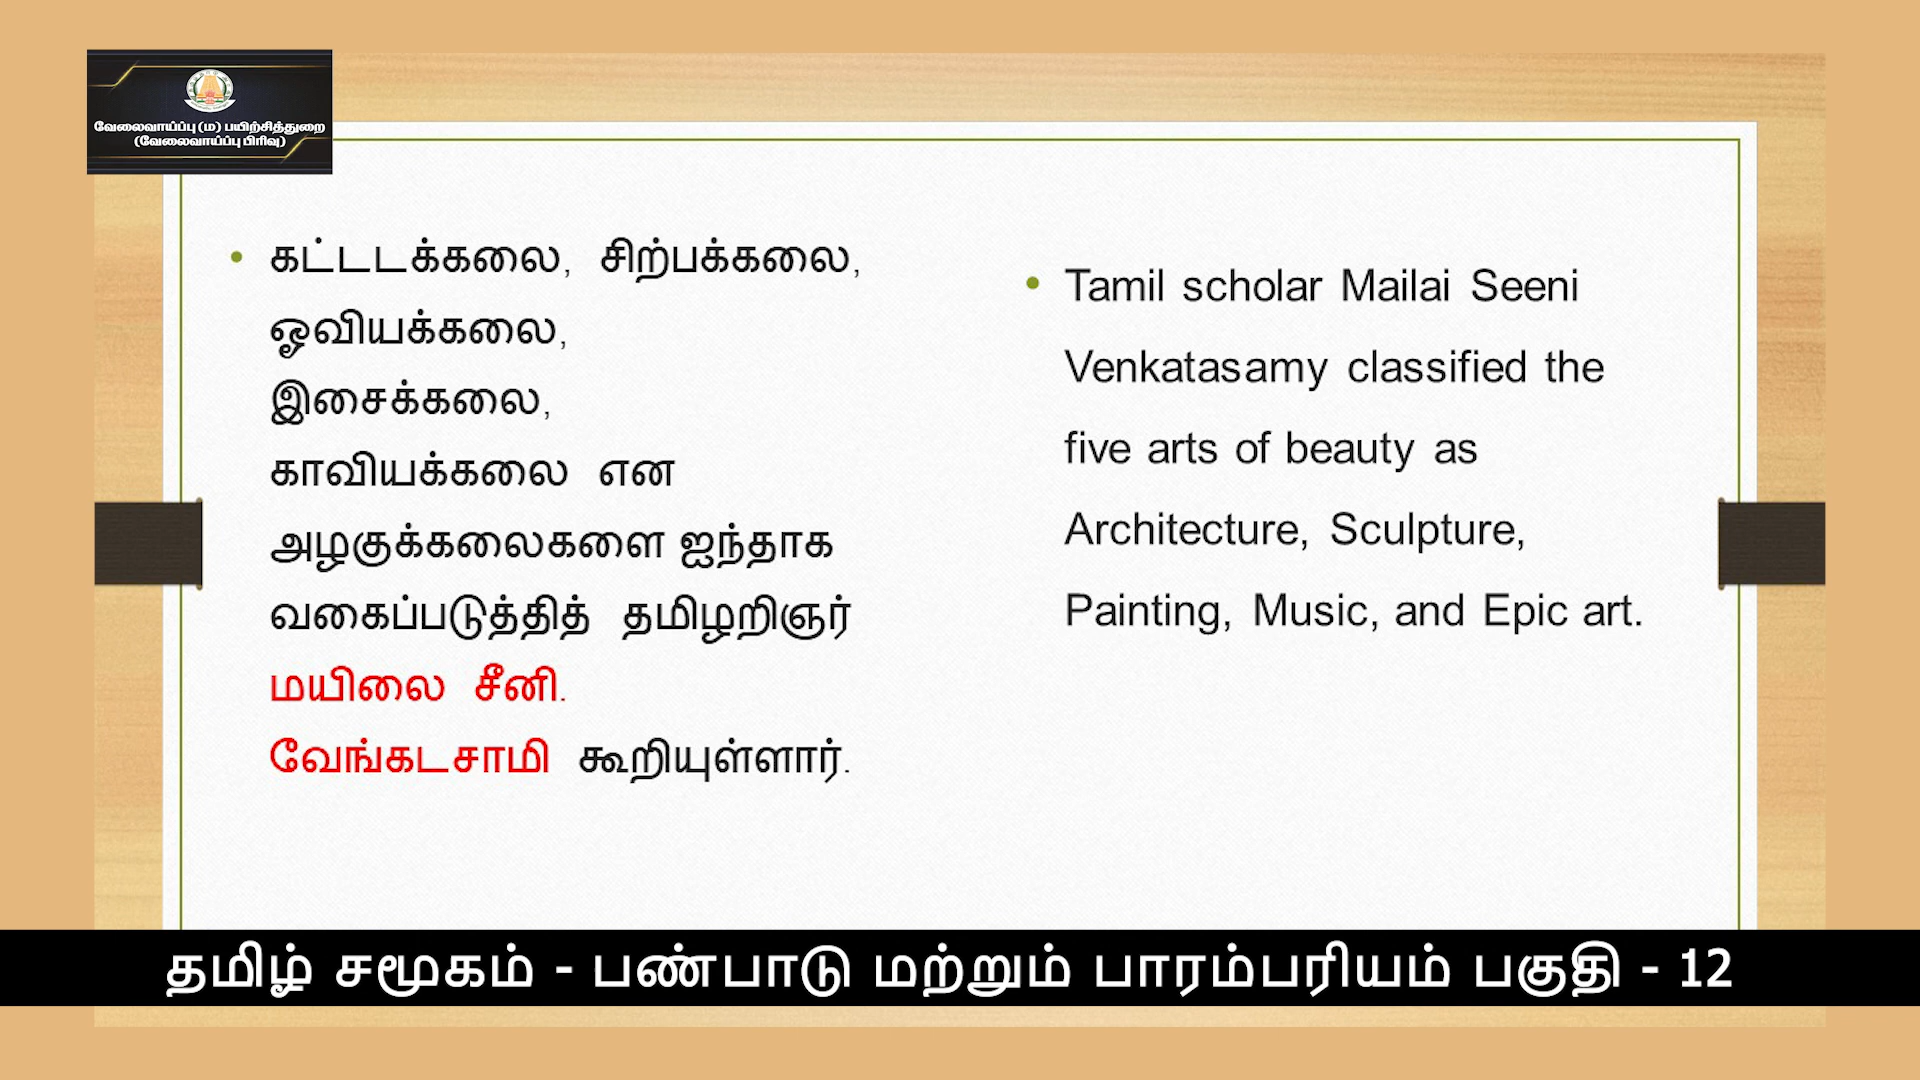 வேலைவாய்ப்பு (ம) பயிற்சித்துறை
(வேலைவாய்ப்பு பிரிவு)
• கட்டடக்கலை, சிற்பக்கலை,
ஓவியக்கலை,
இசைக்கலை,
காவியக்கலை என
அழகுக்கலைகளை ஐந்தாக
வகைப்படுத்தித் தமிழறிஞர்
மயிலை சீனி.
வேங்கடசாமி கூறியுள்ளார்.
• Tamil scholar Mailai Seeni
Venkatasamy classified the
five arts of beauty as
Architecture, Sculpture,
Painting, Music, and Epic art.
தமிழ் சமூகம் - பண்பாடு மற்றும் பாரம்பரியம் பகுதி - 12